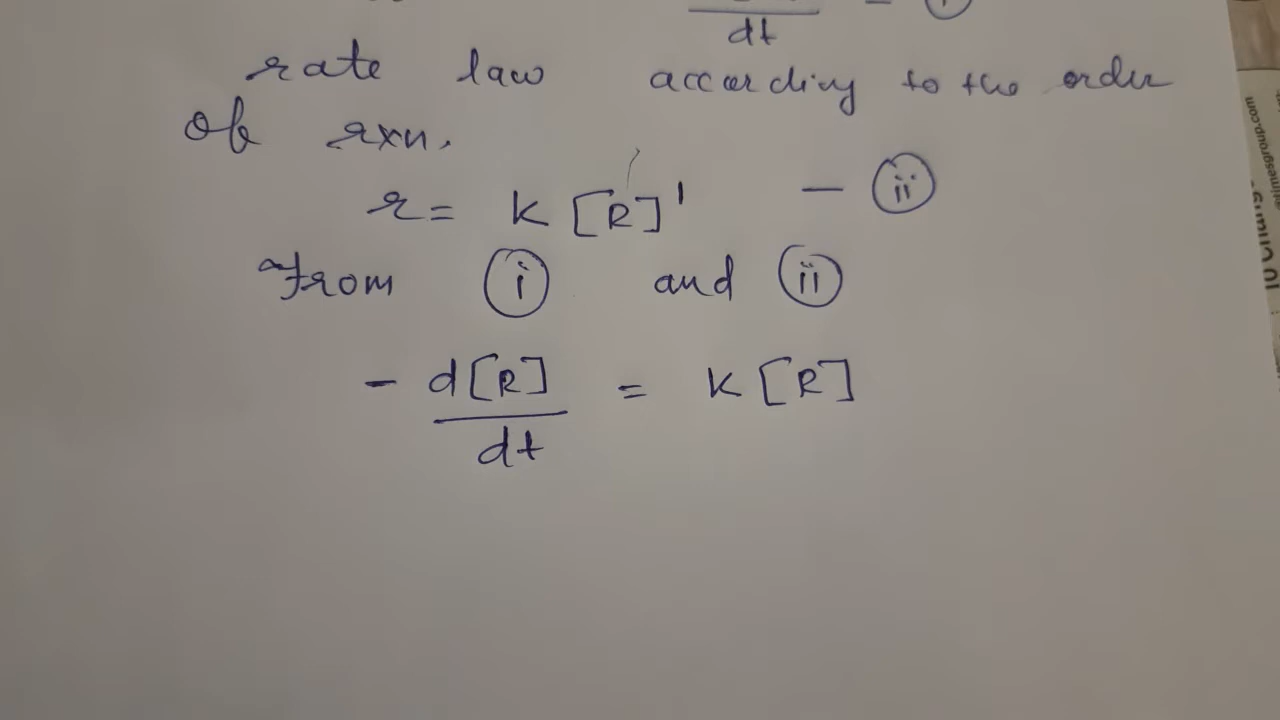 dt - i
rate law according to the order
of rxn.
r = K [R]¹ - ii
From i and ii
- d[R] = K [R]
dt